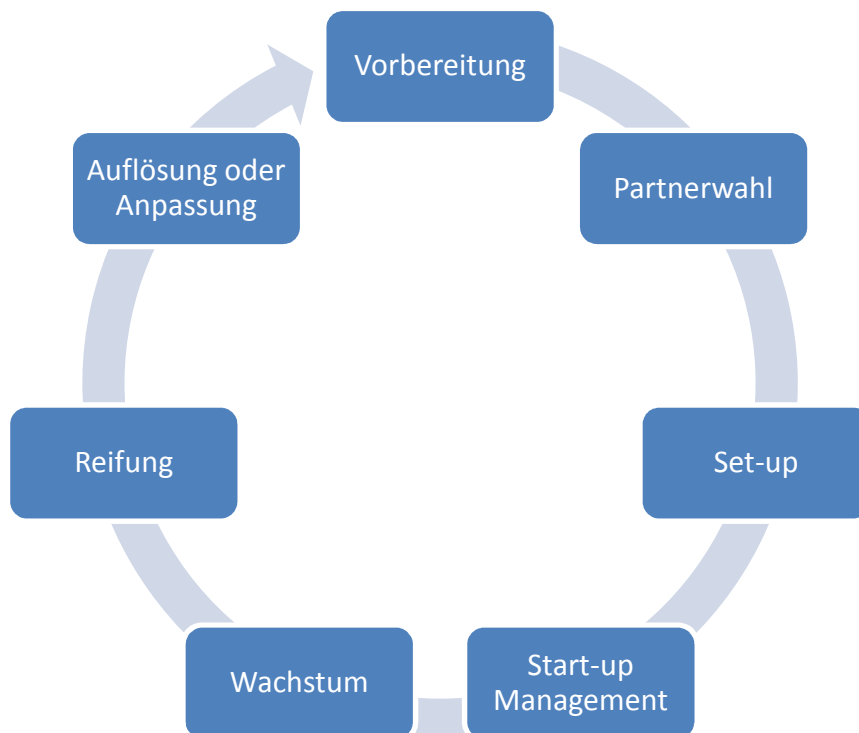 Vorbereitung
Partnerwahl
Set-up
Start-up
Management
Wachstum
Reifung
Auflösung oder
Anpassung